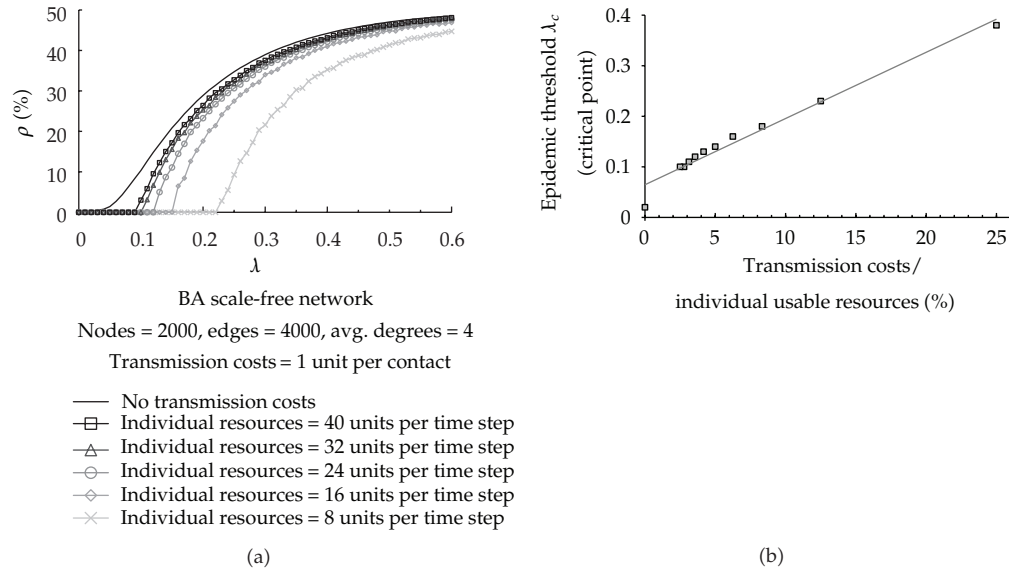 50
40
30
20
10
0
ρ (%)
0 0.1 0.2 0.3 0.4 0.5 0.6
λ
BA scale-free network
Nodes = 2000, edges = 4000, avg. degrees = 4
Transmission costs = 1 unit per contact
No transmission costs
Individual resources = 40 units per time step
Individual resources = 32 units per time step
Individual resources = 24 units per time step
Individual resources = 16 units per time step
Individual resources = 8 units per time step
(a)
0.4
0.3
0.2
0.1
0
Epidemic threshold λc
(critical point)
0 5 10 15 20 25
Transmission costs/
individual usable resources (%)
(b)